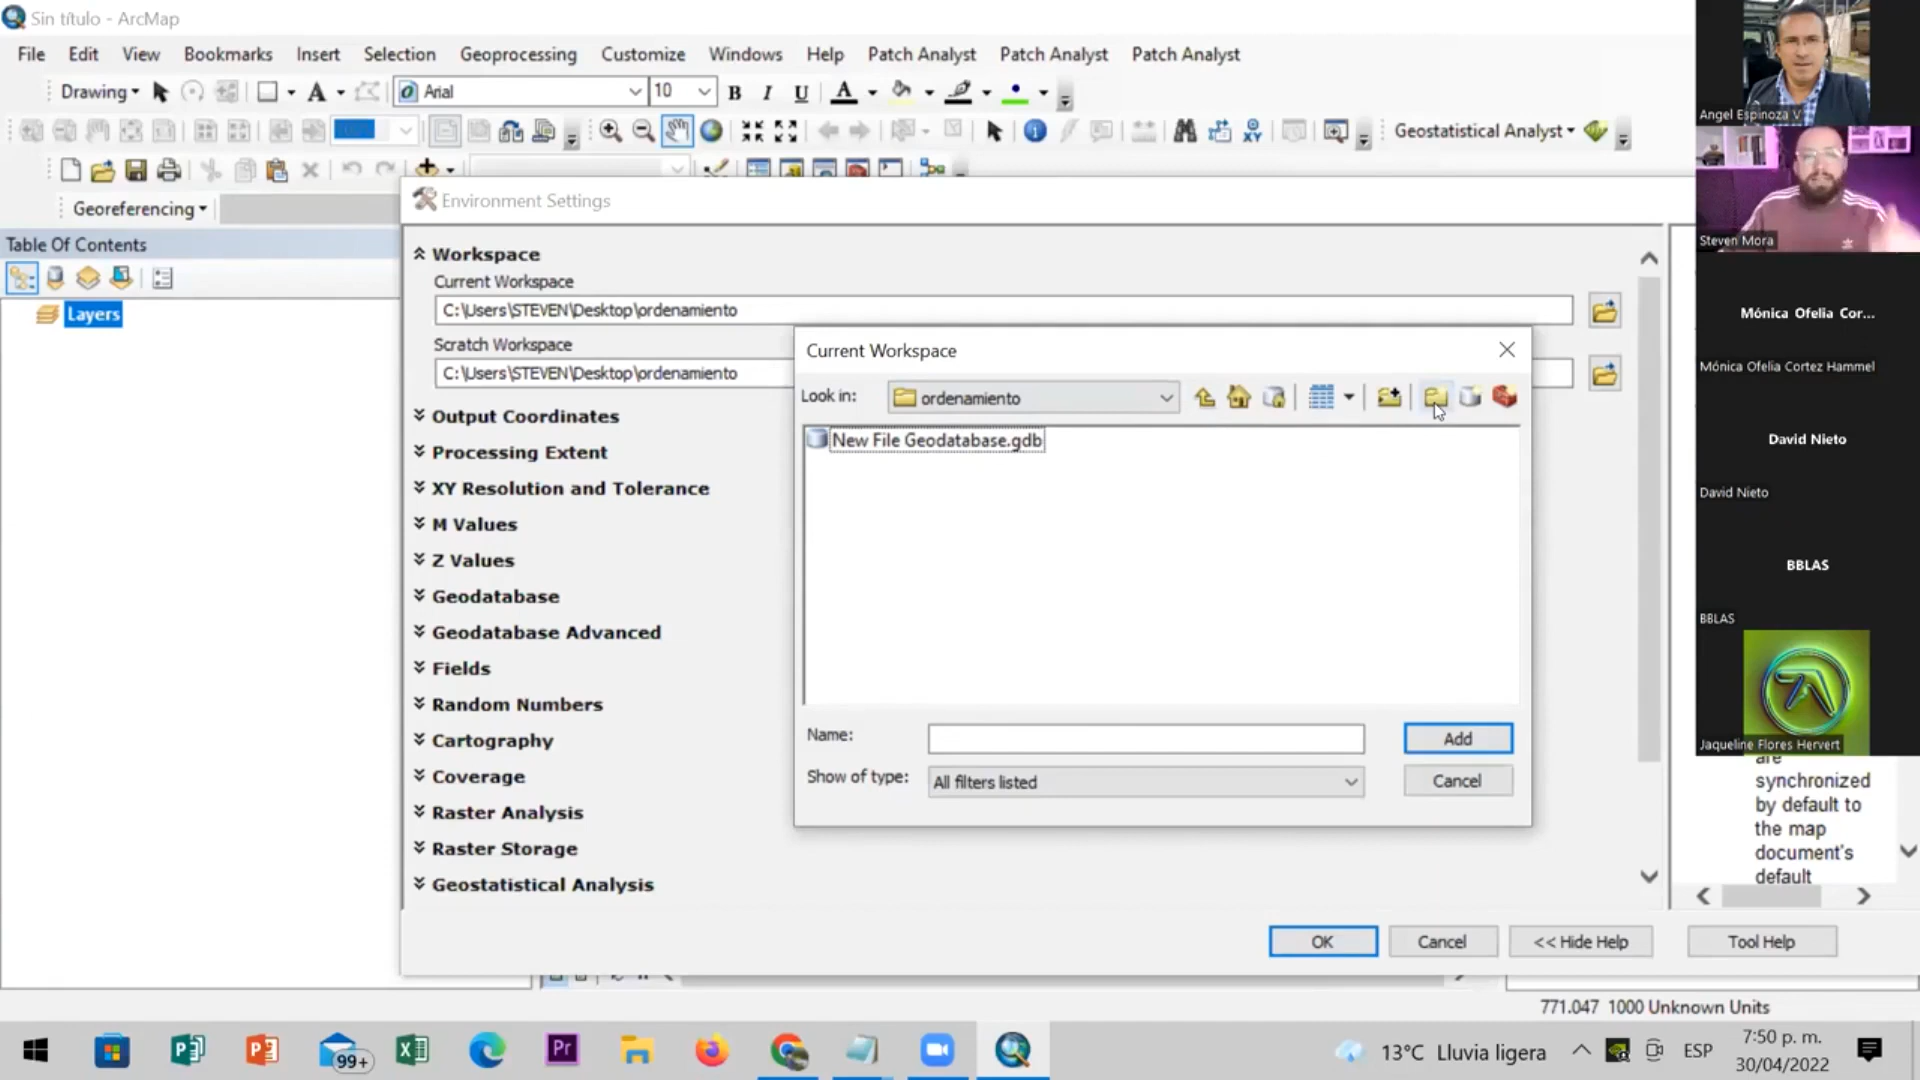 Sin título - ArcMap
File Edit View Bookmarks Insert Selection Geoprocessing Customize Windows Help Patch Analyst Patch Analyst Patch Analyst
Drawing A Arial 10 B I U A
XY Geostatistical Analyst
Georeferencing
Table Of Contents
Layers
Environment Settings
Workspace
Current Workspace
C:\Users\STEVEN\Desktop\ordenamiento
Scratch Workspace
C:\Users\STEVEN\Desktop\ordenamiento
Output Coordinates
Processing Extent
XY Resolution and Tolerance
M Values
Z Values
Geodatabase
Geodatabase Advanced
Fields
Random Numbers
Cartography
Coverage
Raster Analysis
Raster Storage
Geostatistical Analysis
Current Workspace
Look in: ordenamiento
New File Geodatabase.gdb
Name: Add
Show of type: All filters listed Cancel
OK Cancel << Hide Help Tool Help
Angel Espinoza V
Steven Mora
Mónica Ofelia Cor...
Mónica Ofelia Cortez Hammel
David Nieto
David Nieto
BBLAS
BBLAS
Jaqueline Flores Hervert
are
synchronized
by default to
the map
document's
default
771.047 1000 Unknown Units
99+ Pr 13°C Lluvia ligera ESP 7:50 p. m.
30/04/2022